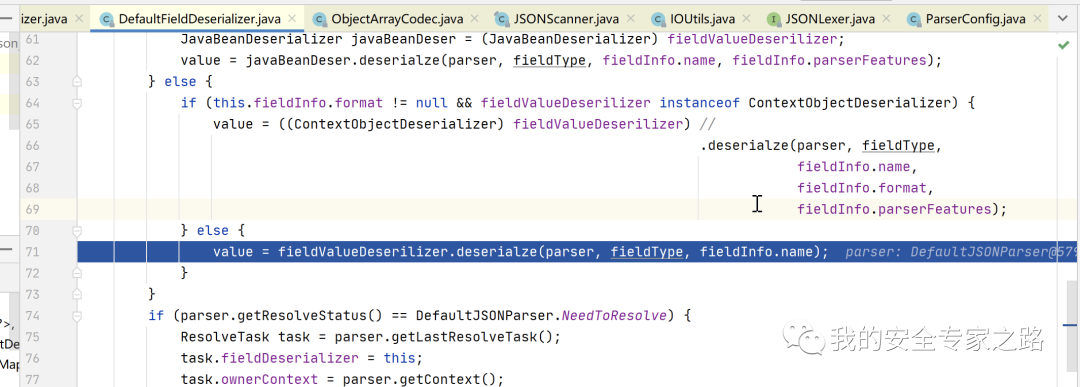 izer.java × DefaultFieldDeserializer.java × ObjectArrayCodec.java × JSONScanner.java × IOUtils.java × JSONLexer.java × ParserConfig.java ×
61 JavaBeanDeserializer javaBeanDeser = (JavaBeanDeserializer) fieldValueDeserilizer;
62 value = javaBeanDeser.deserialze(parser, fieldType, fieldInfo.name, fieldInfo.parserFeatures);
63 } else {
64 if (this.fieldInfo.format != null && fieldValueDeserilizer instanceof ContextObjectDeserializer) {
65 value = ((ContextObjectDeserializer) fieldValueDeserilizer) //
66 .deserialze(parser, fieldType,
67 fieldInfo.name,
68 fieldInfo.format,
69 fieldInfo.parserFeatures);
70 } else {
71 value = fieldValueDeserilizer.deserialze(parser, fieldType, fieldInfo.name); parser: DefaultJSONParser@579
72 }
73 }
74 if (parser.getResolveStatus() == DefaultJSONParser.NeedToResolve) {
75 ResolveTask task = parser.getLastResolveTask();
76 task.fieldDeserializer = this;
77 task.ownerContext = parser.getContext();
?>,
tDe
Map
我的安全专家之路